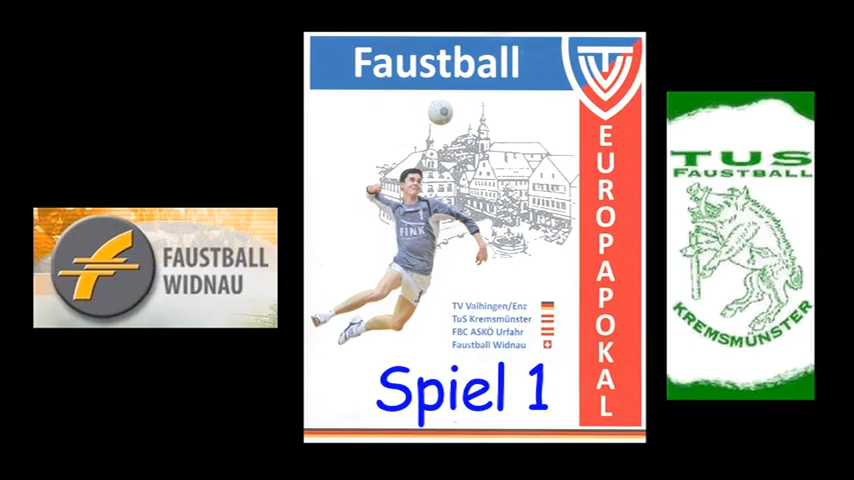 FAUSTBALL
WIDNAU
Faustball
TVV
EUROPAPOKAL
FINK
TV Vaihingen/Enz
TuS Kremsmünster
FBC ASKÖ Urfahr
Faustball Widnau
Spiel 1
TUS
FAUSTBALL
KREMSMÜNSTER